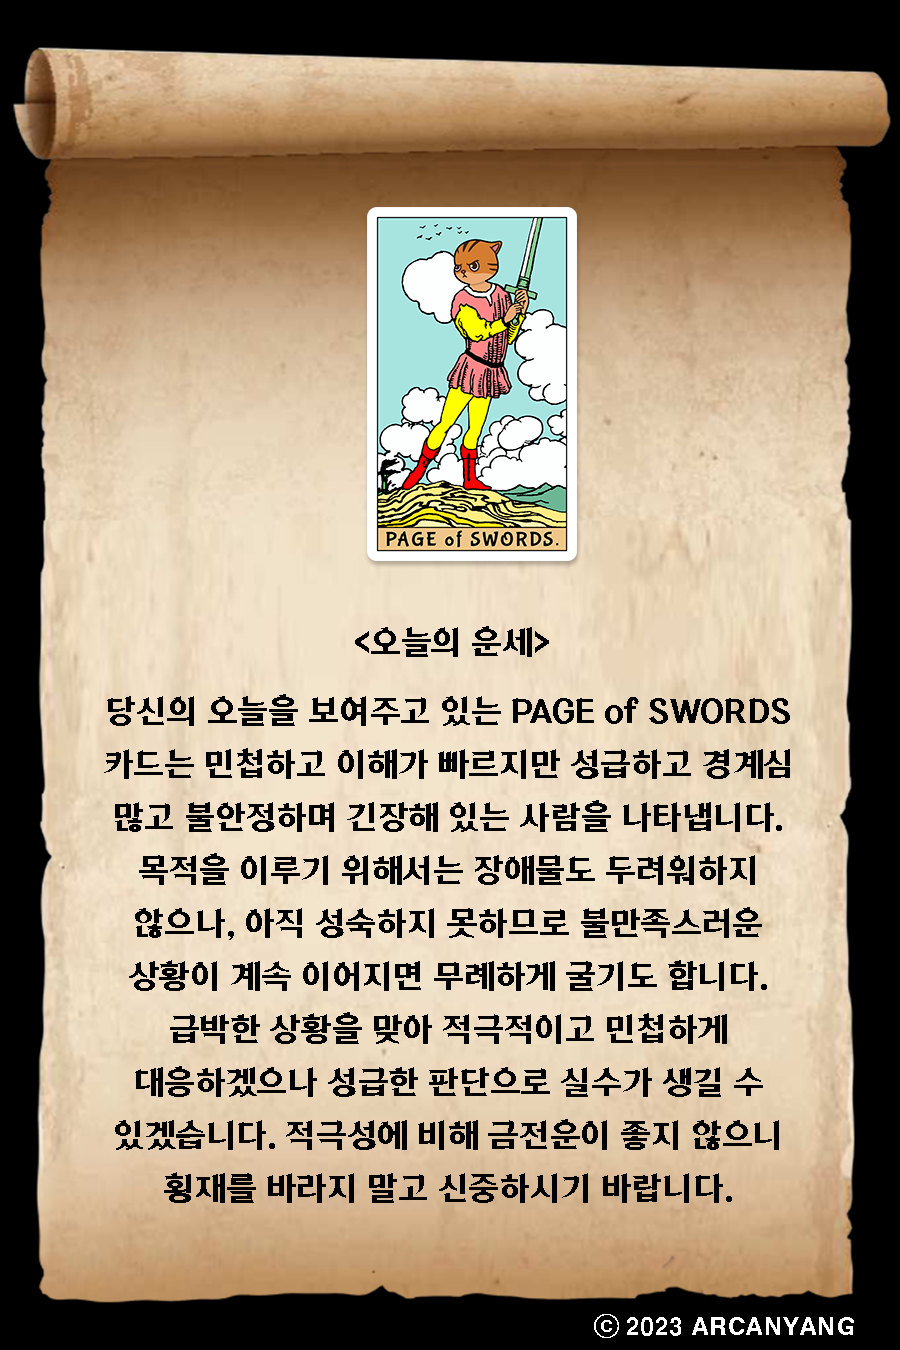 PAGE of SWORDS.
<오늘의 운세>
당신의 오늘을 보여주고 있는 PAGE of SWORDS
카드는 민첩하고 이해가 빠르지만 성급하고 경계심
많고 불안정하며 긴장해 있는 사람을 나타냅니다.
목적을 이루기 위해서는 장애물도 두려워하지
않으나, 아직 성숙하지 못하므로 불만족스러운
상황이 계속 이어지면 무례하게 굴기도 합니다.
급박한 상황을 맞아 적극적이고 민첩하게
대응하겠으나 성급한 판단으로 실수가 생길 수
있겠습니다. 적극성에 비해 금전운이 좋지 않으니
횡재를 바라지 말고 신중하시기 바랍니다.
ⓒ 2023 ARCANYANG